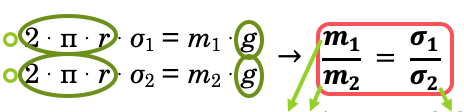 2 · π · r · σ₁ = m₁ · g
2 · π · r · σ₂ = m₂ · g
→ m₁/m₂ = σ₁/σ₂